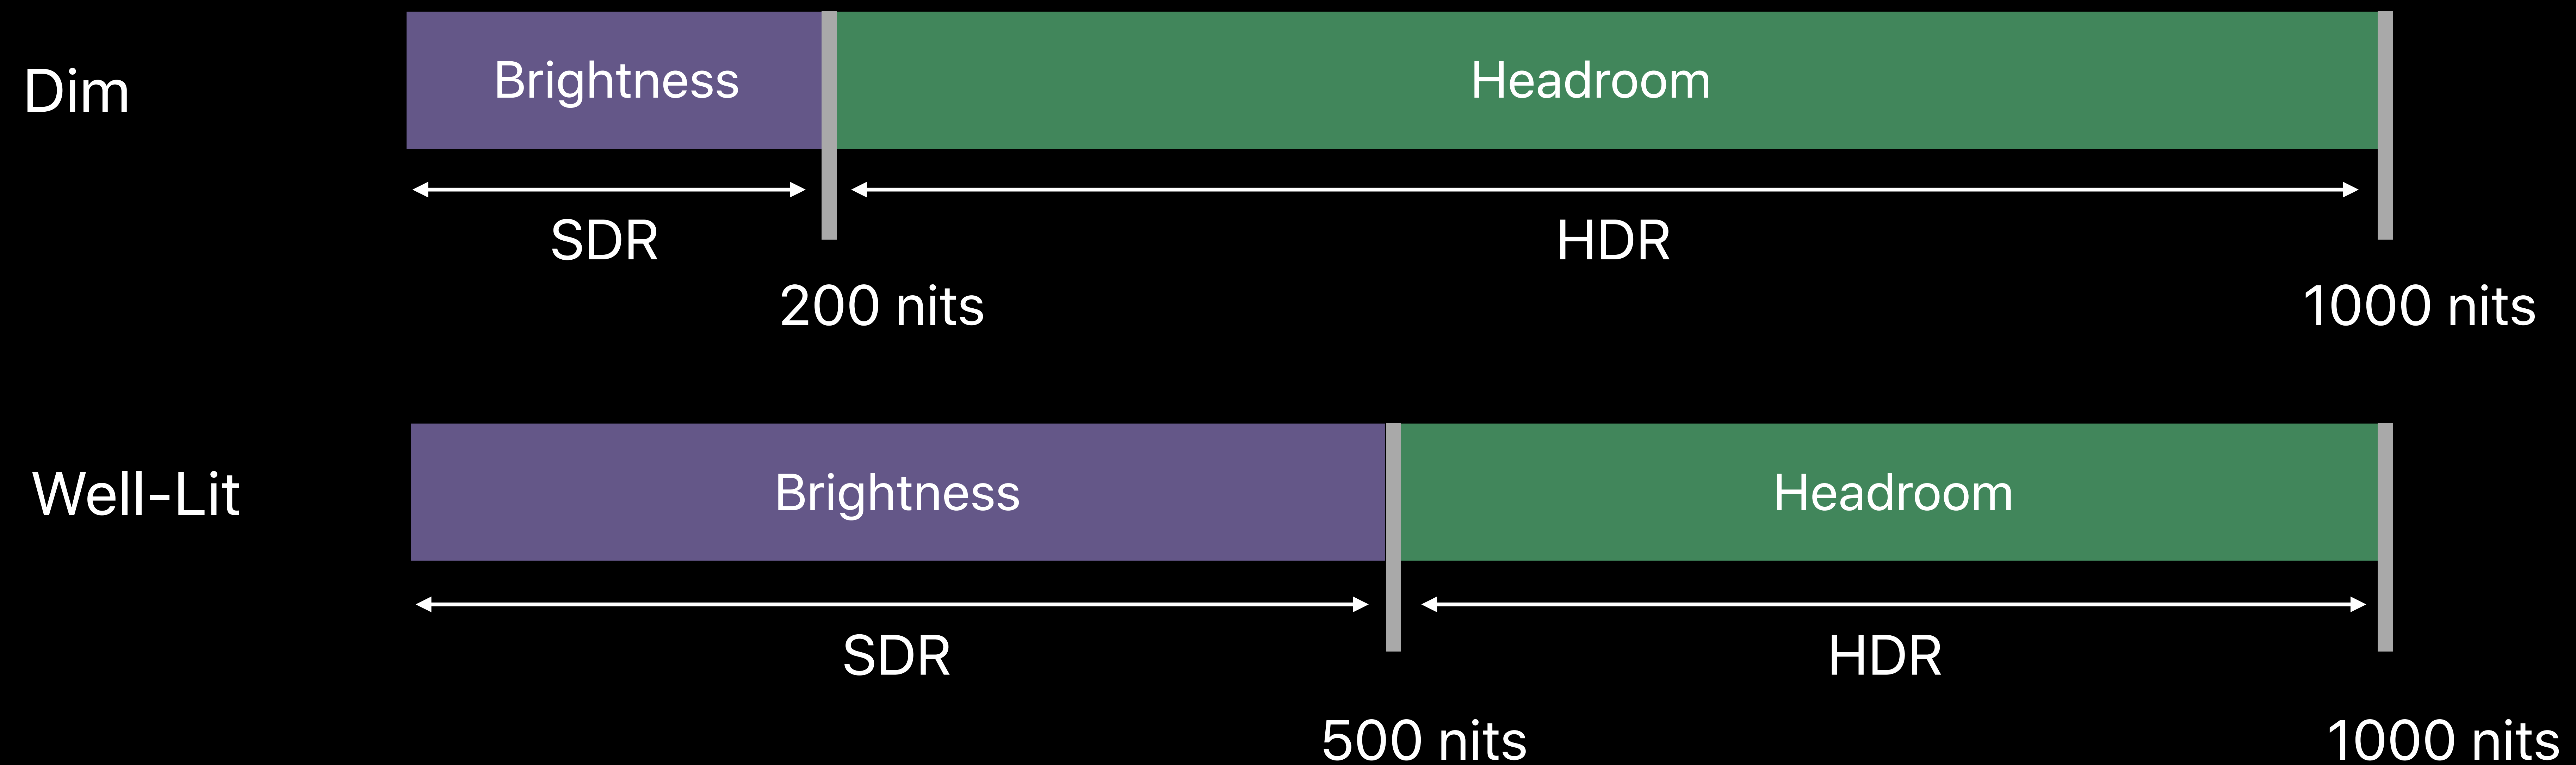 Dim
Brightness
Headroom
SDR
HDR
200 nits
1000 nits
Well-Lit
Brightness
Headroom
SDR
HDR
500 nits
1000 nits